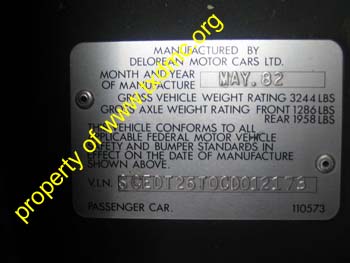 MANUFACTURED BY
DELOREAN MOTOR CARS LTD.
MONTH AND YEAR
OF MANUFACTURE MAY. 82
GROSS VEHICLE WEIGHT RATING 3244 LBS
GROSS AXLE WEIGHT RATING FRONT 1286 LBS
REAR 1958 LBS
THE VEHICLE CONFORMS TO ALL
APPLICABLE FEDERAL MOTOR VEHICLE
SAFETY AND BUMPER STANDARDS IN
EFFECT ON THE DATE OF MANUFACTURE
SHOWN ABOVE.
V.I.N. SCEDT26T0CD012173
PASSENGER CAR. 110573
property of www.btfmc.org